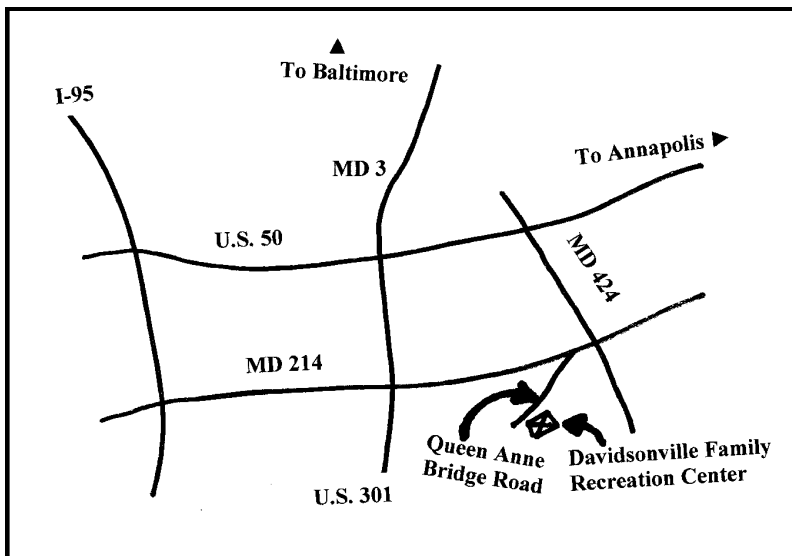 To Baltimore
I-95
To Annapolis
MD 3
U.S. 50
MD 424
MD 214
Queen Anne
Bridge Road
Davidsonville Family
Recreation Center
U.S. 301